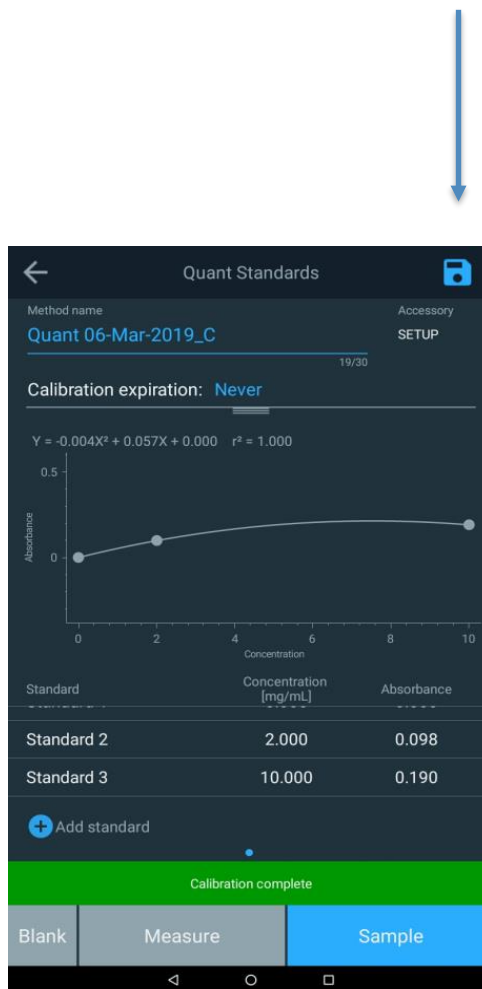 Quant Standards
Method name
Accessory
Quant 06-Mar-2019_C
SETUP
19/30
Calibration expiration: Never
Y = -0.004X² + 0.057X + 0.000 r² = 1.000
0.5
Absorbance
0
0 2 4 6 8 10
Concentration
Standard
Concentration
[mg/mL]
Absorbance
Standard 2 2.000 0.098
Standard 3 10.000 0.190
Add standard
Calibration complete
Blank Measure Sample